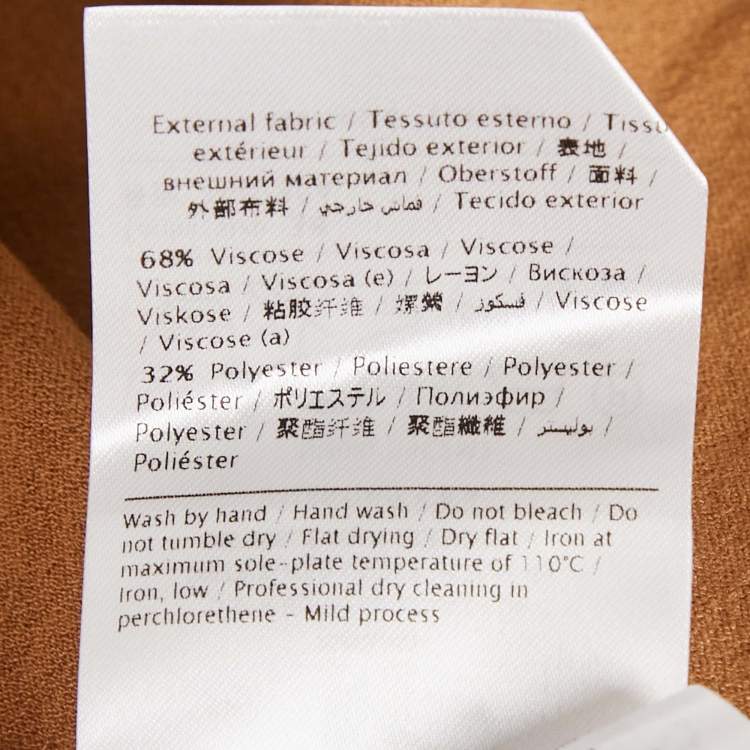 External fabric / Tessuto esterno / Tissu
extérieur / Tejido exterior / 表地 /
внешний материал / Oberstoff / 面料 /
外部布料 / قماش خارجي / Tecido exterior
68% Viscose / Viscosa / Viscose /
Viscosa / Viscosa (e) / レーヨン / Вискоза /
Viskose / 粘胶纤维 / 嫘縈 / فسكوز / Viscose
/ Viscose (a)
32% Polyester / Poliestere / Polyester /
Poliéster / ポリエステル / Полиэфир /
Polyester / 聚酯纤维 / 聚酯纖維 / بوليستر /
Poliéster
Wash by hand / Hand wash / Do not bleach / Do
not tumble dry / Flat drying / Dry flat / Iron at
maximum sole-plate temperature of 110°C /
Iron, low / Professional dry cleaning in
perchlorethene - Mild process